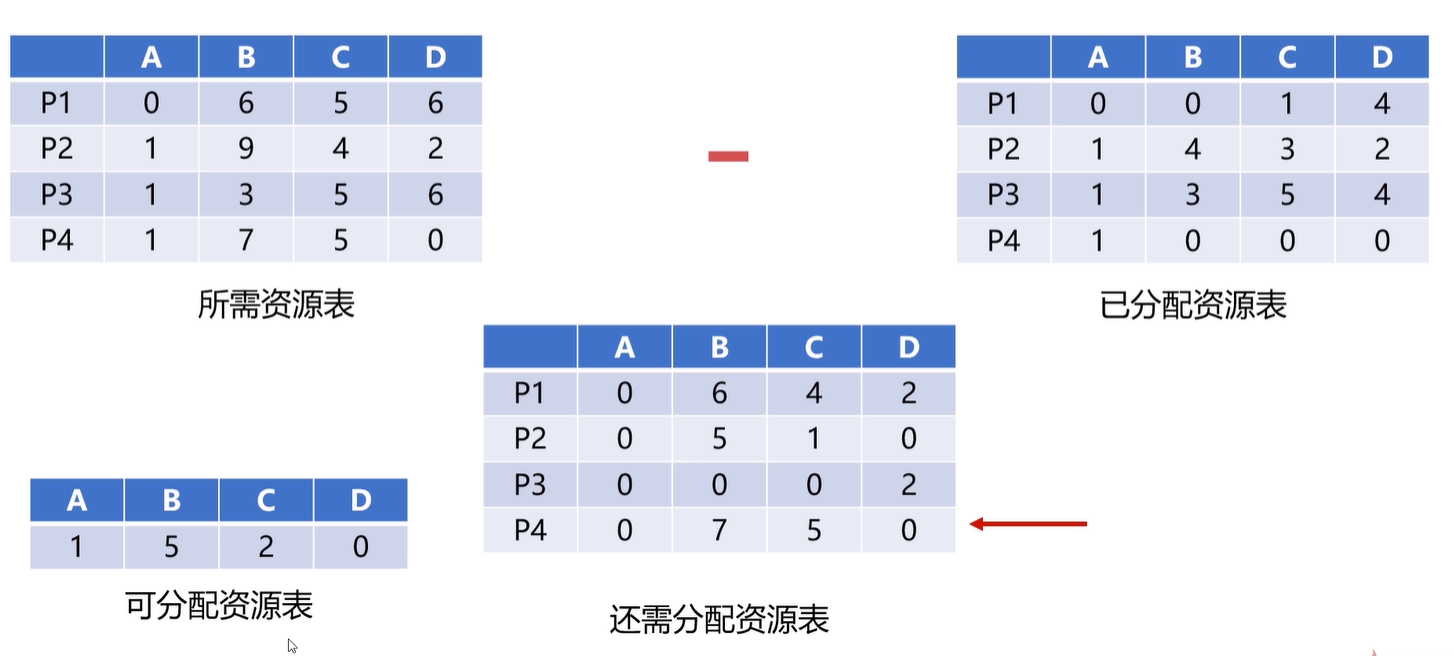 A B C D
P1 0 6 5 6
P2 1 9 4 2
P3 1 3 5 6
P4 1 7 5 0
所需资源表
A B C D
P1 0 0 1 4
P2 1 4 3 2
P3 1 3 5 4
P4 1 0 0 0
已分配资源表
A B C D
P1 0 6 4 2
P2 0 5 1 0
P3 0 0 0 2
P4 0 7 5 0
还需分配资源表
A B C D
1 5 2 0
可分配资源表